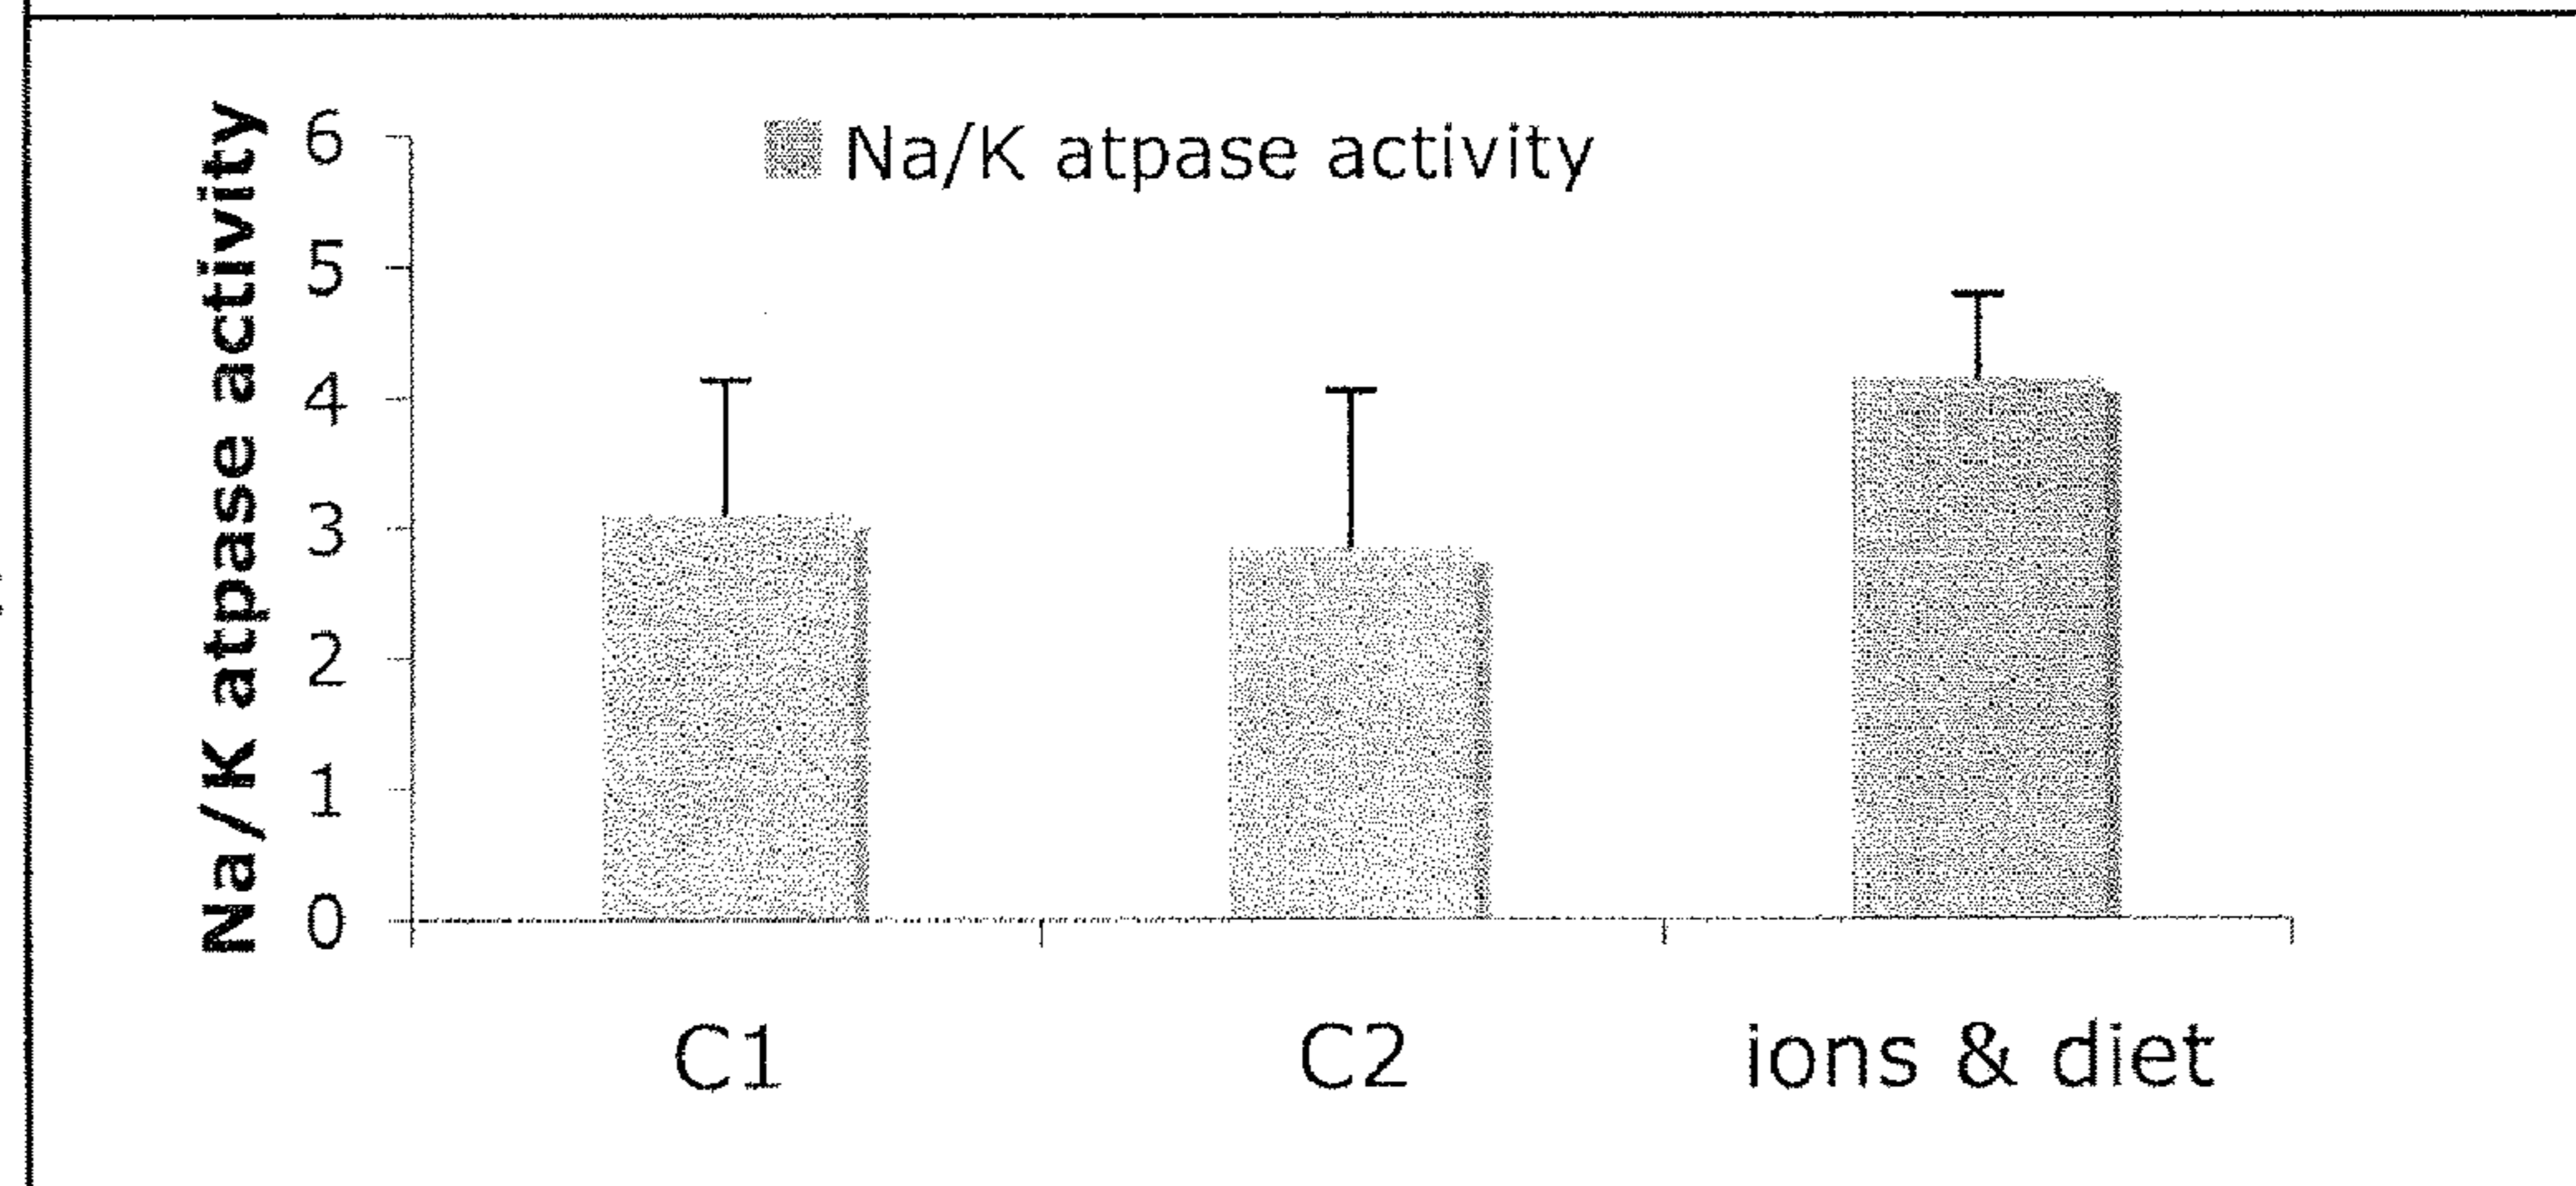 Na/K atpase activity
6
5
4
3
2
1
0
Na/K atpase activity
C1
C2
ions & diet